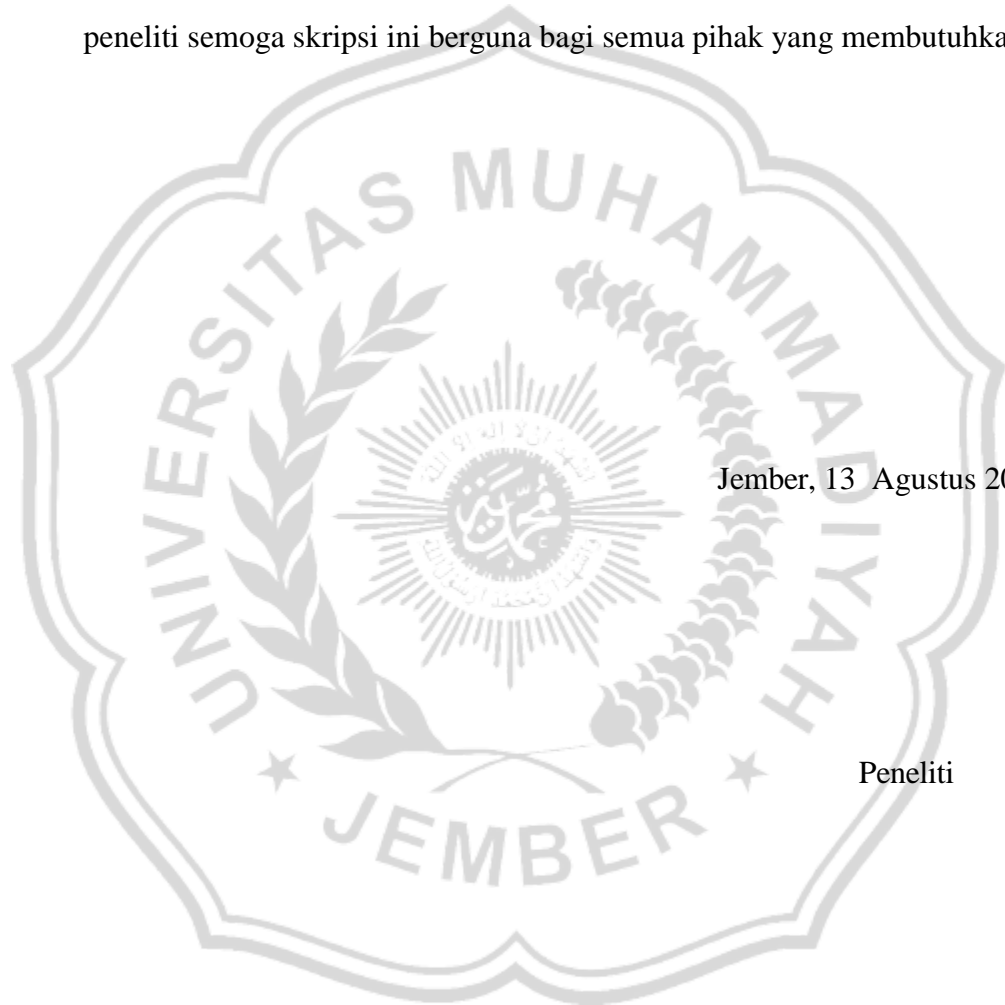 peneliti semoga skripsi ini berguna bagi semua pihak yang membutuhka
UNIVERSITAS MUHAMMADIYAH
Jember, 13 Agustus 20
Peneliti
★ JEMBER ★